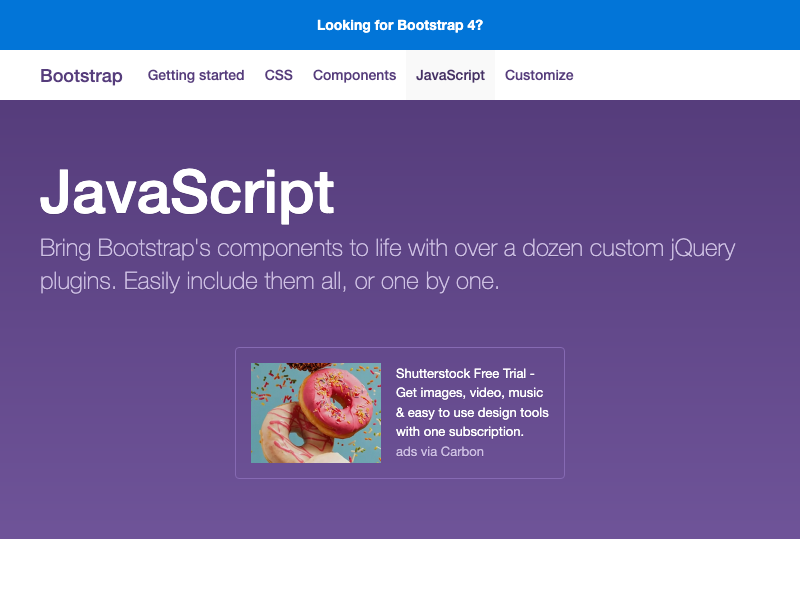 Looking for Bootstrap 4?
Bootstrap Getting started CSS Components JavaScript Customize
JavaScript
Bring Bootstrap's components to life with over a dozen custom jQuery
plugins. Easily include them all, or one by one.
Shutterstock Free Trial -
Get images, video, music
& easy to use design tools
with one subscription.
ads via Carbon